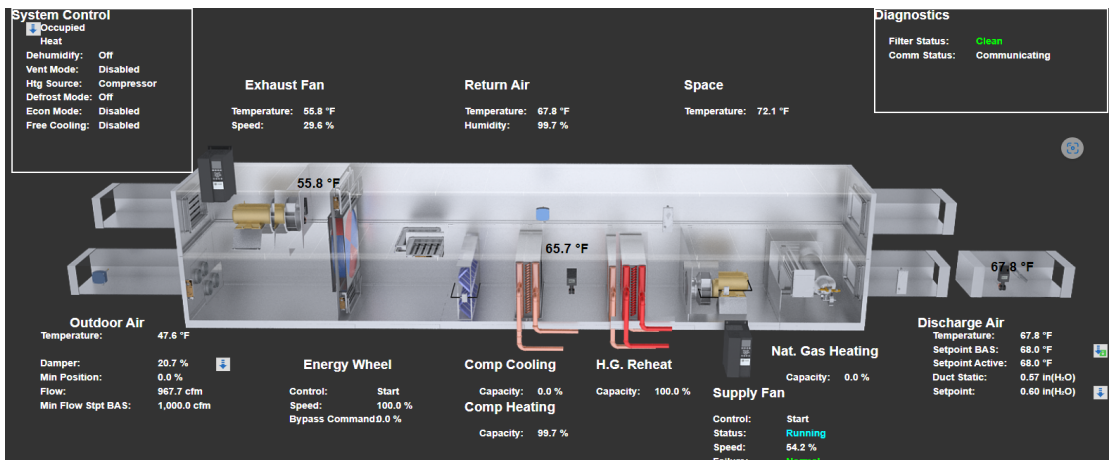 System Control
Occupied
Heat
Dehumidify: Off
Vent Mode: Disabled
Htg Source: Compressor
Defrost Mode: Off
Econ Mode: Disabled
Free Cooling: Disabled
Diagnostics
Filter Status: Clean
Comm Status: Communicating
Exhaust Fan
Temperature: 55.8 °F
Speed: 29.6 %
Return Air
Temperature: 67.8 °F
Humidity: 99.7 %
Space
Temperature: 72.1 °F
55.8 °F
65.7 °F
67.8 °F
Outdoor Air
Temperature: 47.6 °F
Damper: 20.7 %
Min Position: 0.0 %
Flow: 967.7 cfm
Min Flow Stpt BAS: 1,000.0 cfm
Energy Wheel
Control: Start
Speed: 100.0 %
Bypass Command: 0.0 %
Comp Cooling
Capacity: 0.0 %
Comp Heating
Capacity: 99.7 %
H.G. Reheat
Capacity: 100.0 %
Supply Fan
Control: Start
Status: Running
Speed: 54.2 %
Failure: Normal
Nat. Gas Heating
Capacity: 0.0 %
Discharge Air
Temperature: 67.8 °F
Setpoint BAS: 68.0 °F
Setpoint Active: 68.0 °F
Duct Static: 0.57 in(H₂O)
Setpoint: 0.60 in(H₂O)